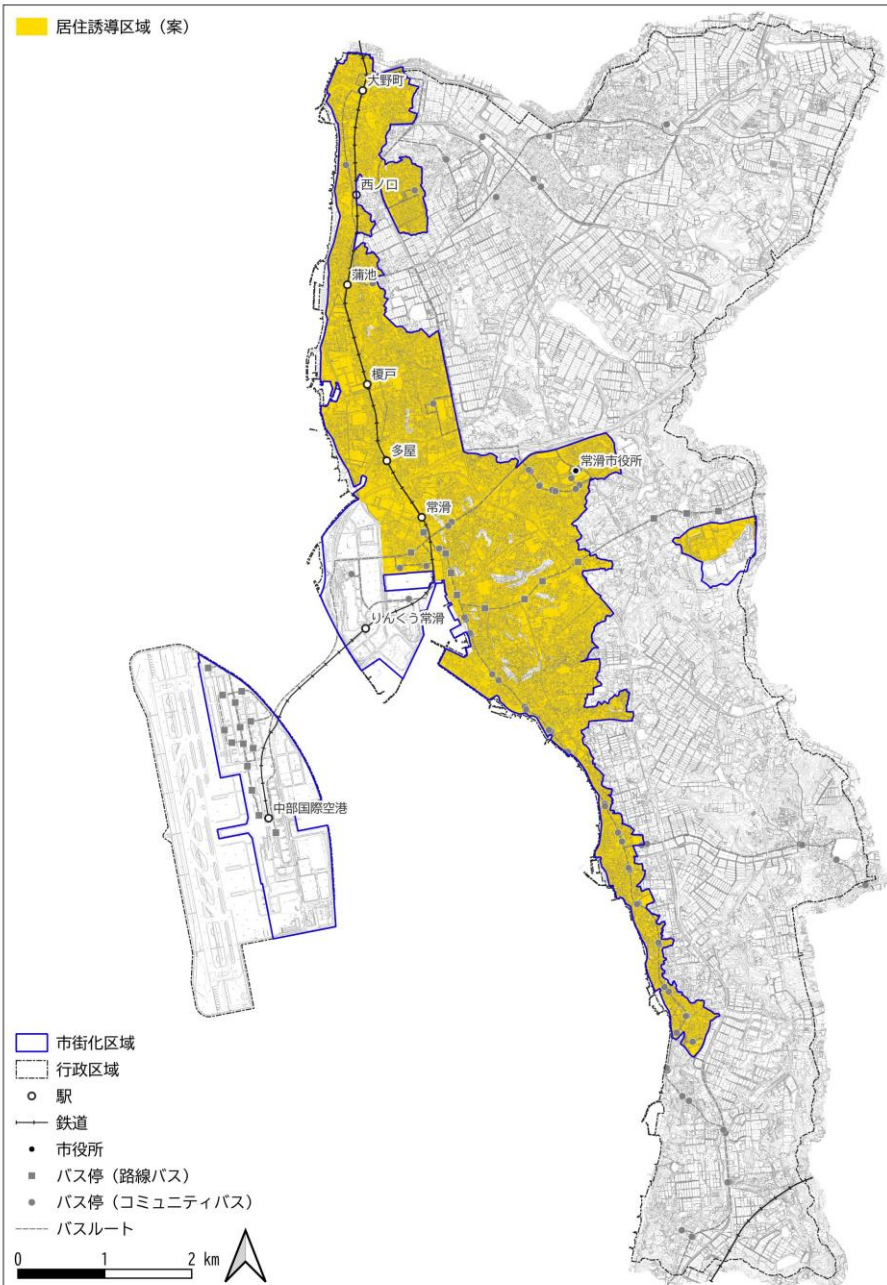 居住誘導区域（案）
大野町
西ノ口
蒲池
榎戸
多屋
常滑市役所
常滑
りんくう常滑
中部国際空港
市街化区域
行政区域
駅
鉄道
市役所
バス停（路線バス）
バス停（コミュニティバス）
バスルート
0 1 2 km